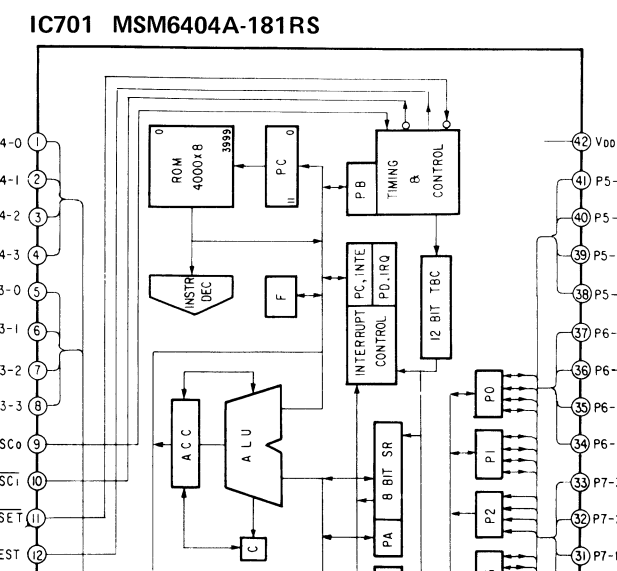 IC701 MSM6404A-181RS
4-0 1
4-1 2
4-2 3
4-3 4
3-0 5
3-1 6
3-2 7
3-3 8
SCo 9
SCi 10
SET 11
EST 12
0
3999
ROM
4000x8
0
PC
11
PB
TIMING
&
CONTROL
INSTR
DEC
F
INTERRUPT
CONTROL
PC, INTE
PD, IRQ
12 BIT TBC
ACC
ALU
C
8 BIT SR
PA
P0
P1
P2
42 VDD
41 P5-
40 P5-
39 P5-
38 P5-
37 P6-
36 P6-
35 P6-
34 P6-
33 P7-
32 P7-
31 P7-